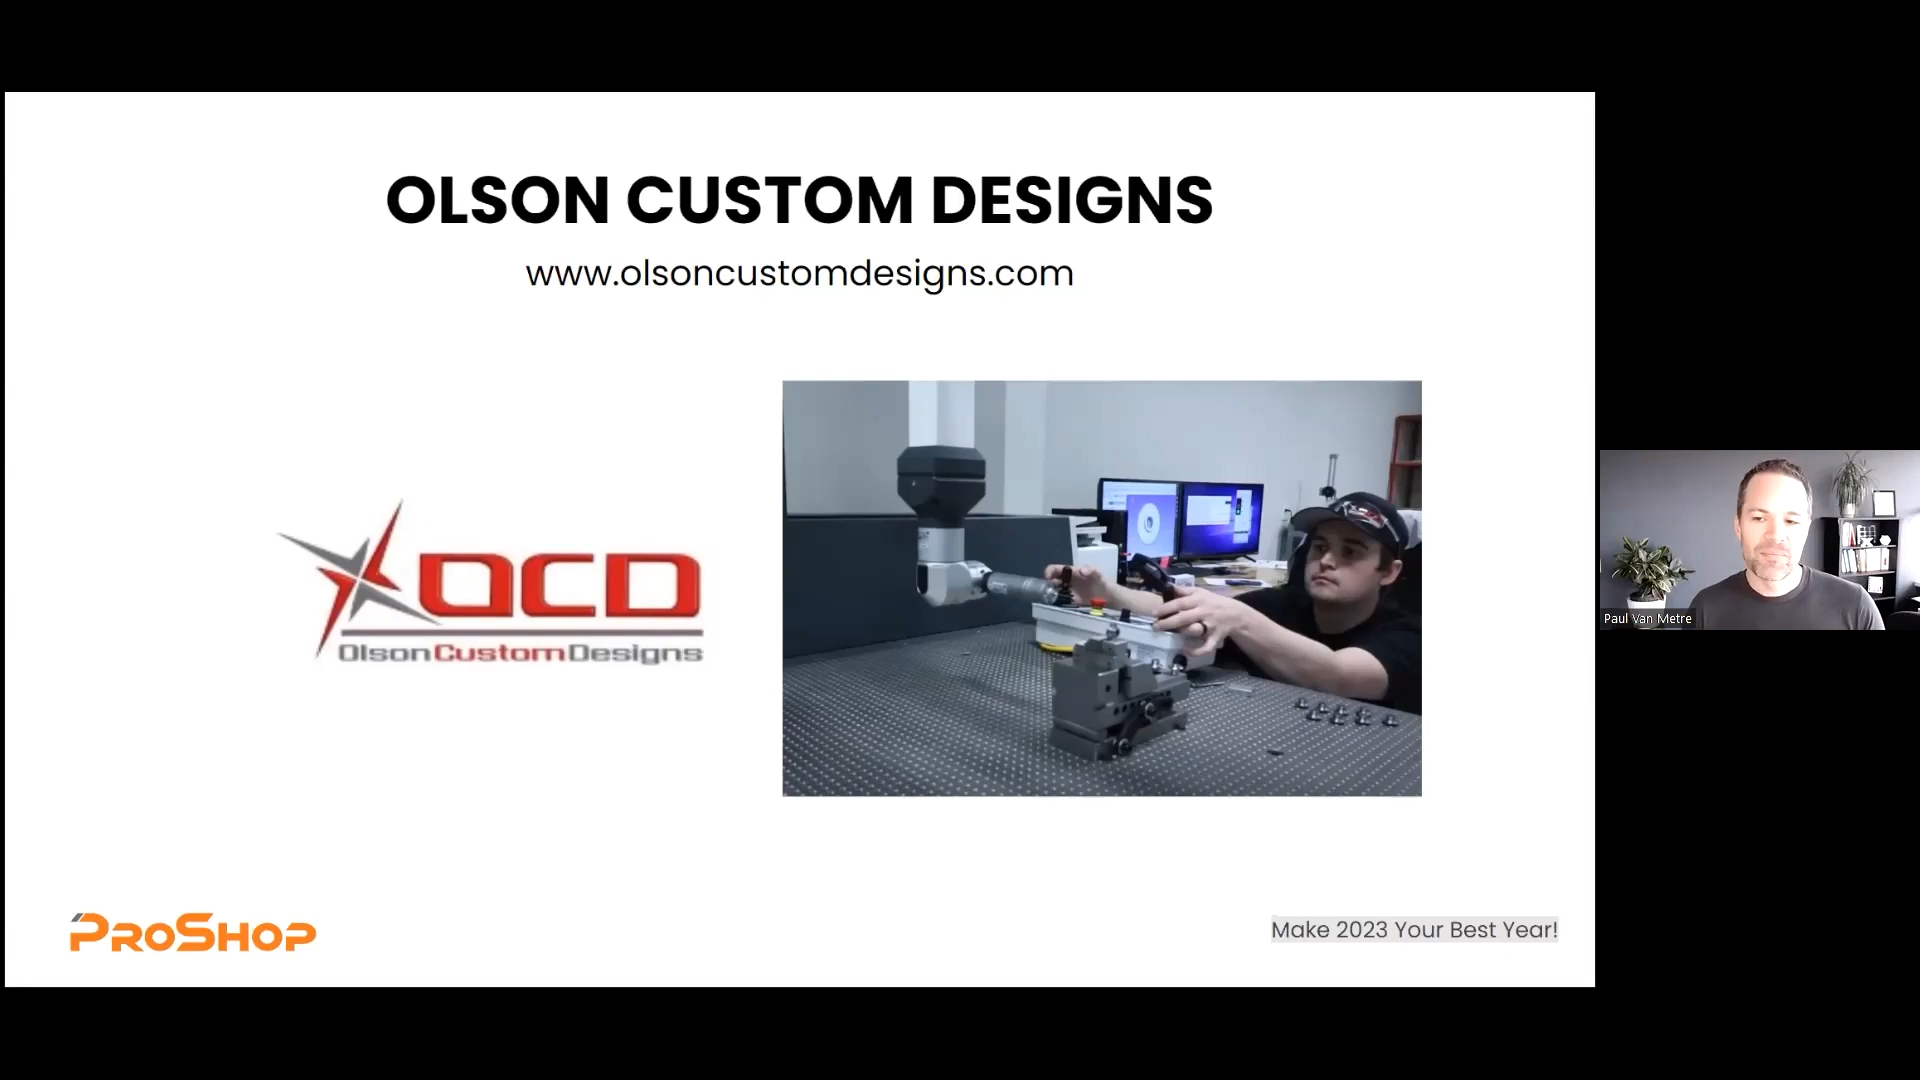 OLSON CUSTOM DESIGNS
www.olsoncustomdesigns.com
OCD
OlsonCustomDesigns
Paul Van Metre
PROSHOP
Make 2023 Your Best Year!